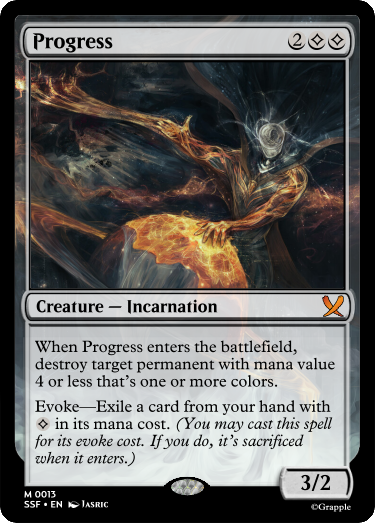 Progress 2
Creature — Incarnation
When Progress enters the battlefield,
destroy target permanent with mana value
4 or less that's one or more colors.
Evoke—Exile a card from your hand with
in its mana cost. (You may cast this spell
for its evoke cost. If you do, it's sacrificed
when it enters.)
3/2
M 0013
SSF • EN JASRIC
©Grapple